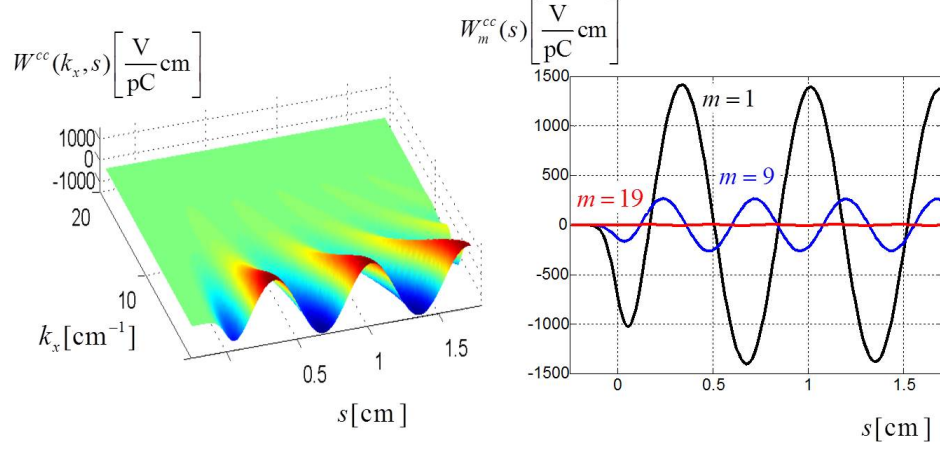 W^{cc}(k_x, s) [V/pC cm]
1000
0
-1000
20
10
k_x [cm^{-1}]
0.5
1
1.5
s [cm]
W_m^{cc}(s) [V/pC cm]
1500
1000
500
0
-500
-1000
-1500
m = 1
m = 9
m = 19
0
0.5
1
1.5
s [cm]